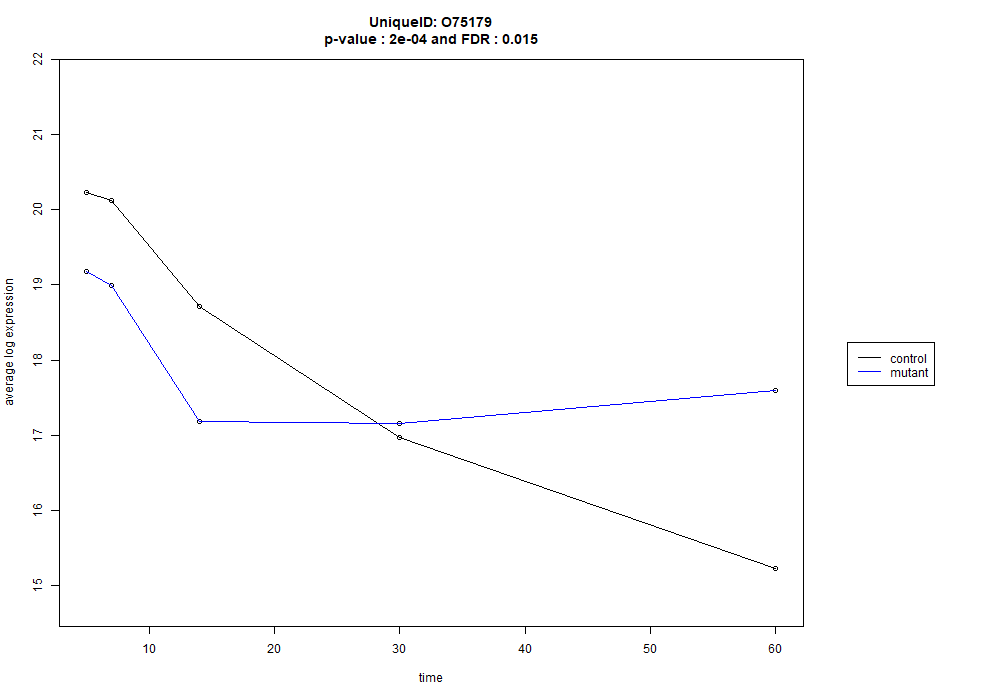 UniqueID: O75179
p-value : 2e-04 and FDR : 0.015
22
21
20
19
18
17
16
15
average log expression
10
20
30
40
50
60
time
control
mutant